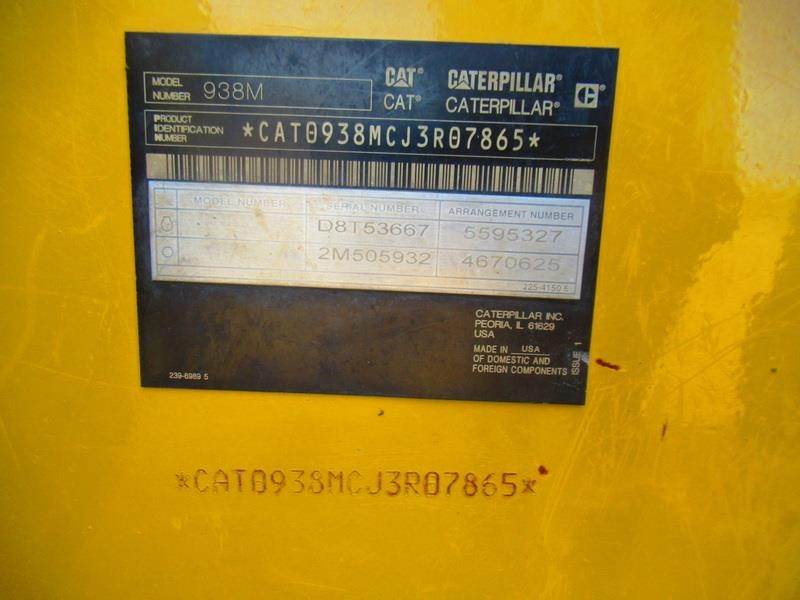 MODEL NUMBER 938M
CAT® CATERPILLAR®
CAT® CATERPILLAR®
PRODUCT IDENTIFICATION NUMBER *CAT0938MCJ3R07865*
MODEL NUMBER SERIAL NUMBER ARRANGEMENT NUMBER
D8T53667 5595327
2M505932 4670625
225-4150 6
CATERPILLAR INC.
PEORIA, IL 61629
USA
MADE IN USA
OF DOMESTIC AND
FOREIGN COMPONENTS
ISSUE 1
239-6989 5
*CAT0938MCJ3R07865*